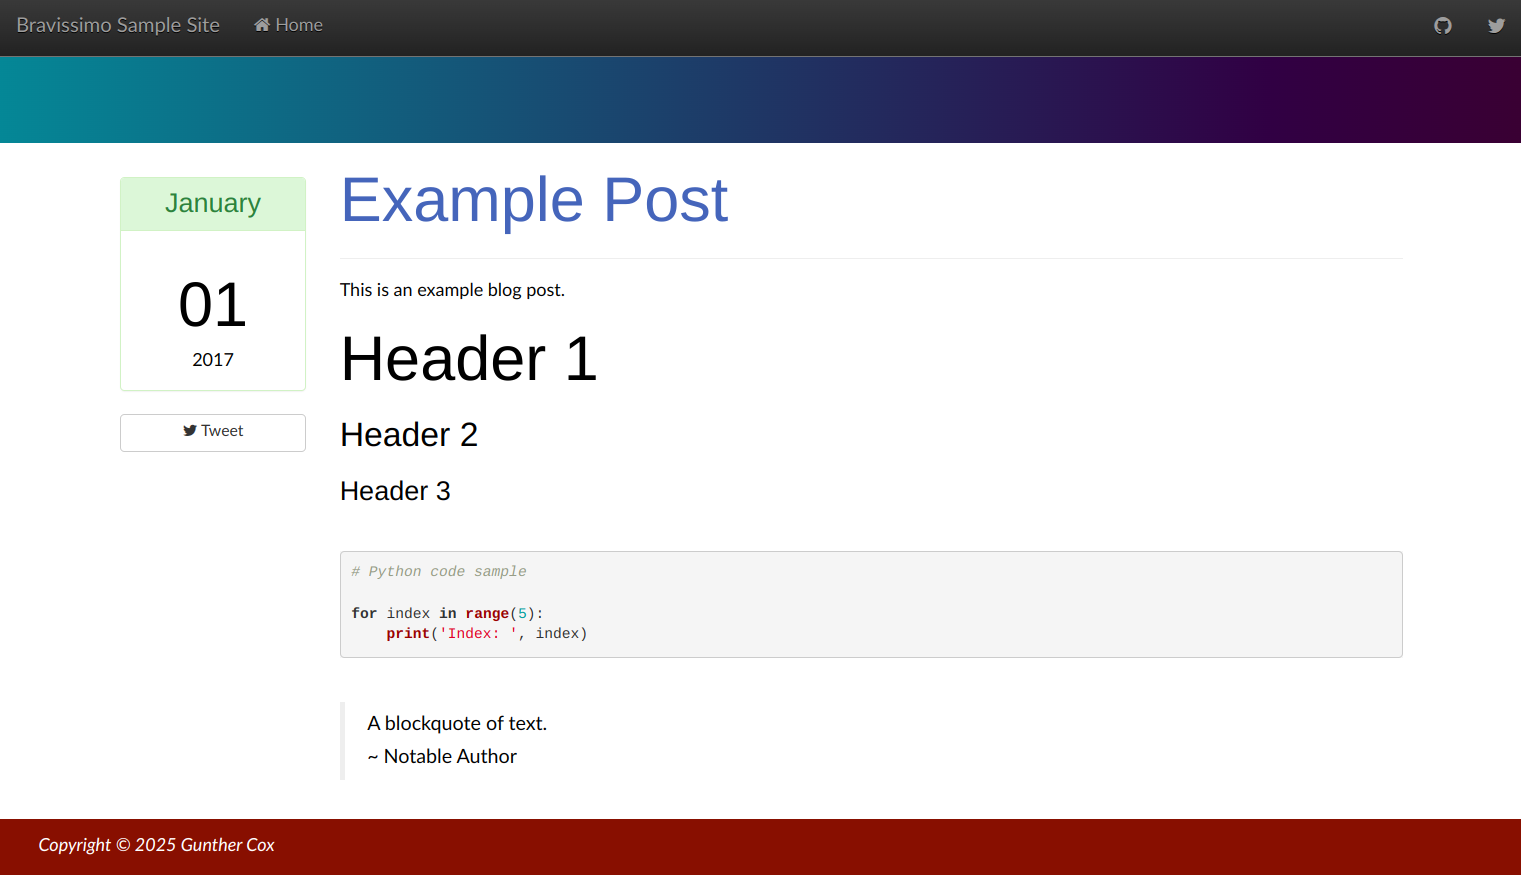 Bravissimo Sample Site Home
January
01
2017
Tweet
Example Post
This is an example blog post.
Header 1
Header 2
Header 3
# Python code sample
for index in range(5):
    print('Index: ', index)
A blockquote of text.
~ Notable Author
Copyright © 2025 Gunther Cox